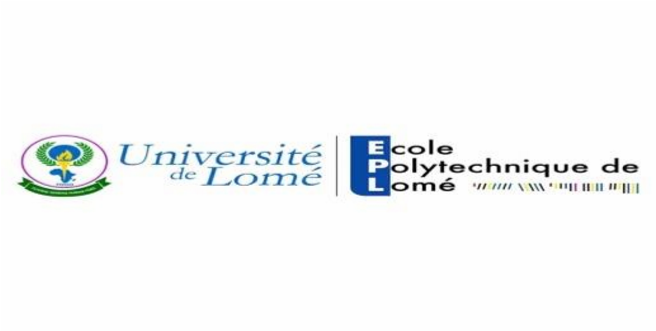 Université
de Lomé
Ecole
Polytechnique de
Lomé